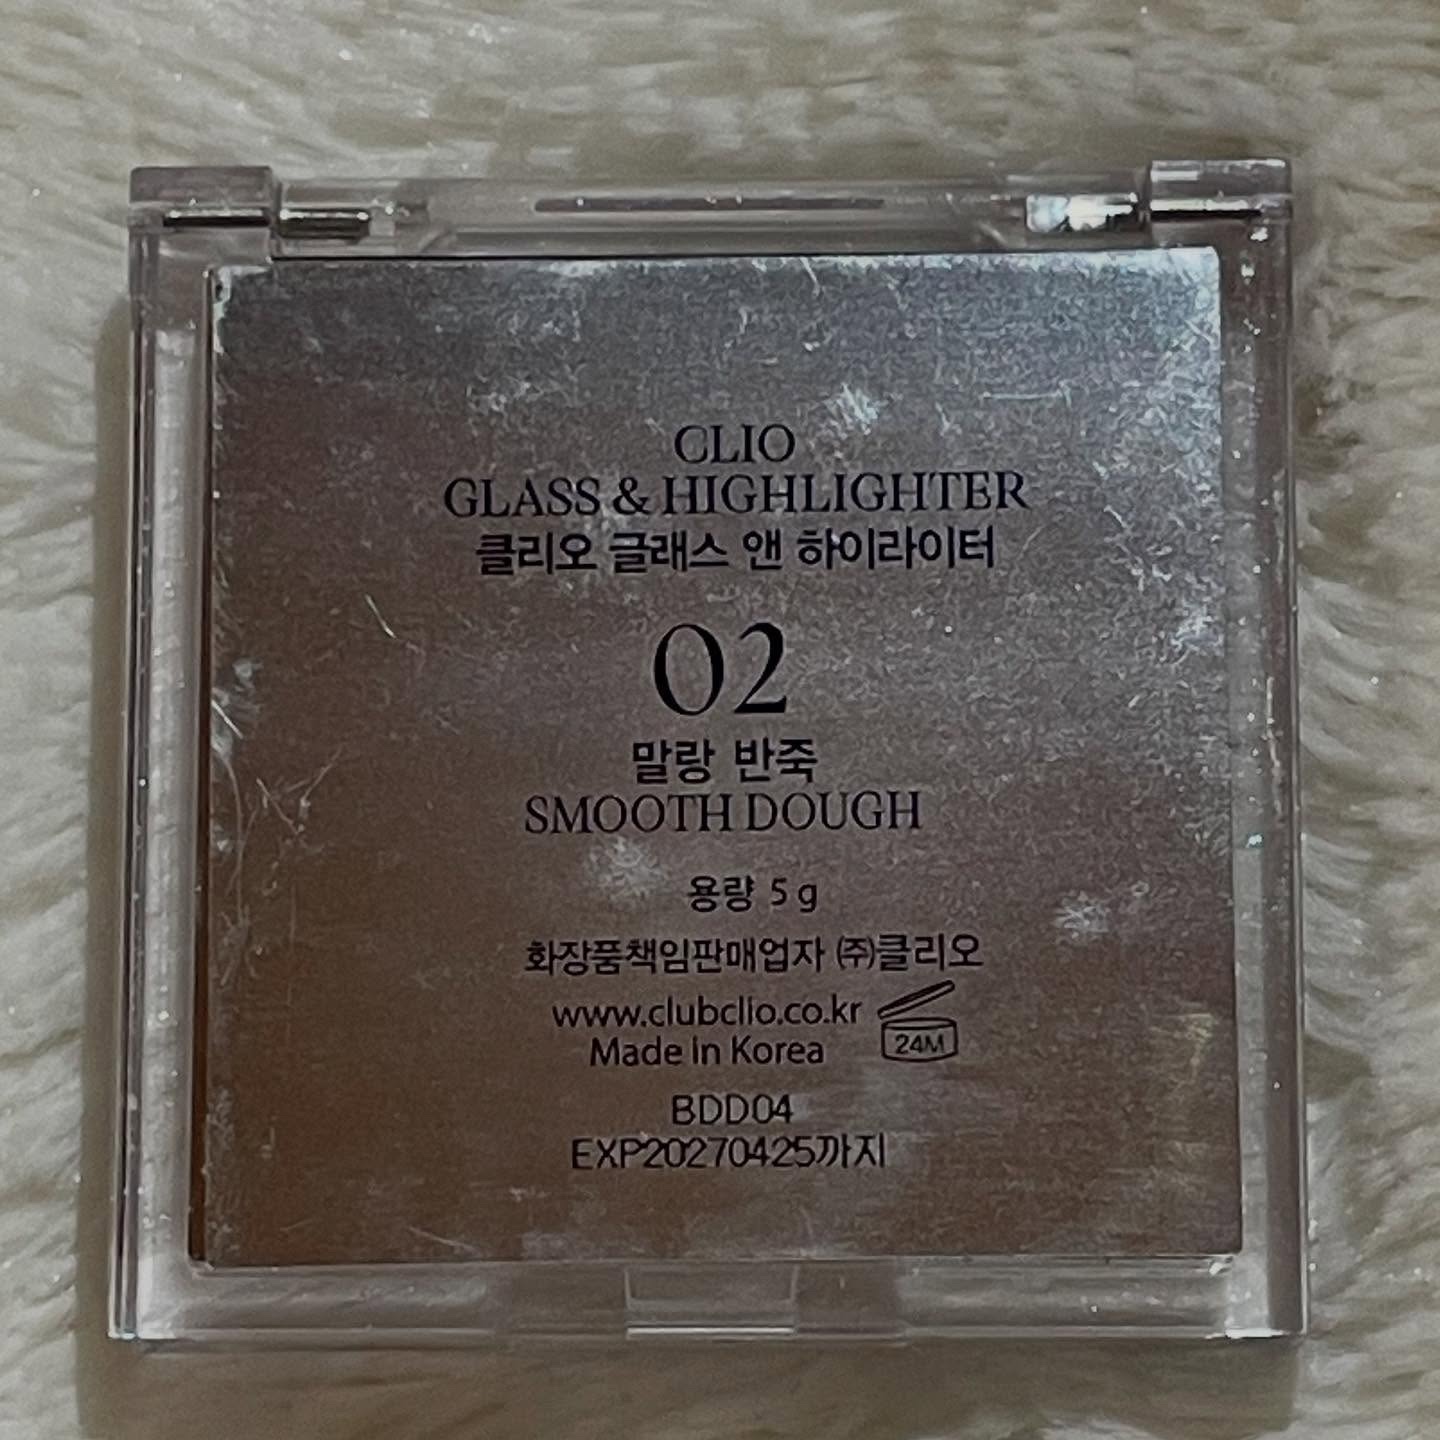 CLIO
GLASS & HIGHLIGHTER
클리오 글래스 앤 하이라이터
02
말랑 반죽
SMOOTH DOUGH
용량 5 g
화장품책임판매업자 ㈜클리오
www.clubclio.co.kr
Made in Korea
24M
BDD04
EXP20270425까지